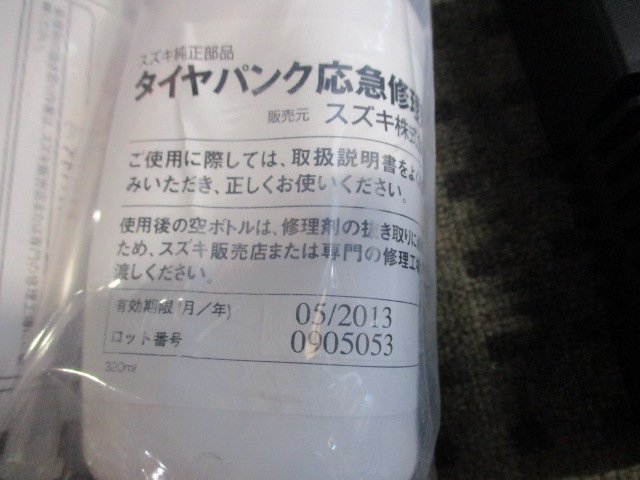 スズキ純正部品
タイヤパンク応急修理
販売元 スズキ株式
ご使用に際しては、取扱説明書をよ
みいただき、正しくお使いください。
使用後の空ボトルは、修理剤の抜き取りに
ため、スズキ販売店または専門の修理工場
渡しください。
有効期限(月/年) 05/2013
ロット番号 0905053
320ml